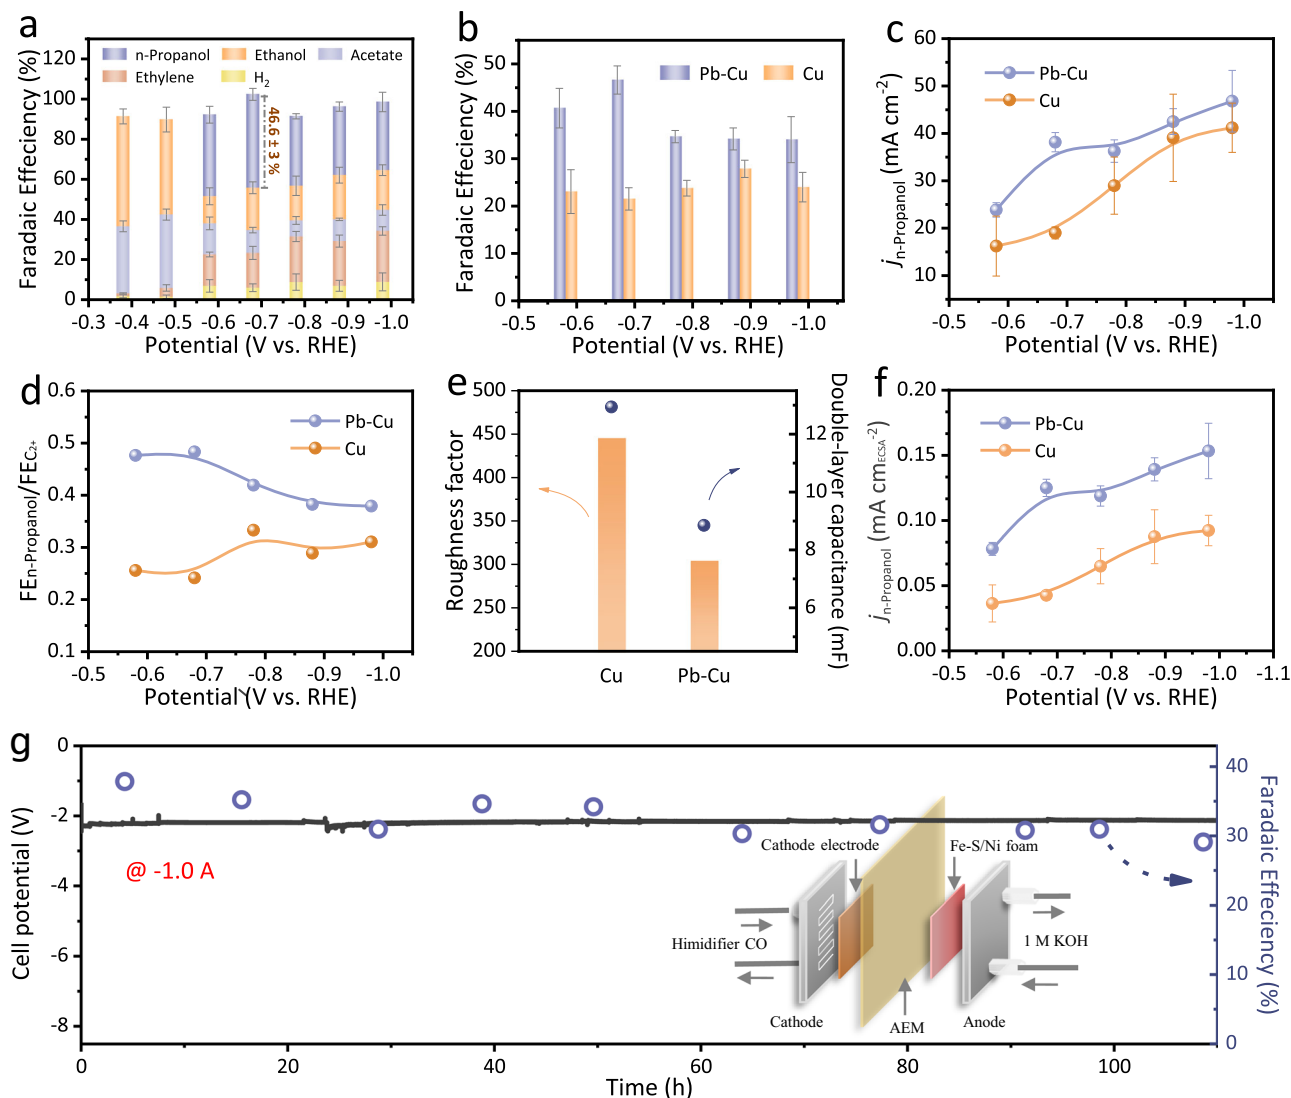 a
120
100
80
60
40
20
0
Faradaic Effeciency (%)
n-Propanol
Ethanol
Acetate
Ethylene
H2
46.6 ± 3 %
-0.3 -0.4 -0.5 -0.6 -0.7 -0.8 -0.9 -1.0
Potential (V vs. RHE)
b
50
40
30
20
10
0
Faradaic Effeciency (%)
Pb-Cu
Cu
-0.5 -0.6 -0.7 -0.8 -0.9 -1.0
Potential (V vs. RHE)
c
60
50
40
30
20
10
jn-Propanol (mA cm-2)
Pb-Cu
Cu
-0.5 -0.6 -0.7 -0.8 -0.9 -1.0
Potential (V vs. RHE)
d
0.6
0.5
0.4
0.3
0.2
0.1
FEn-Propanol/FEC2+
Pb-Cu
Cu
-0.5 -0.6 -0.7 -0.8 -0.9 -1.0
Potential (V vs. RHE)
e
500
450
400
350
300
250
200
Roughness factor
12
10
8
6
Double-layer capacitance (mF)
Cu
Pb-Cu
f
0.20
0.15
0.10
0.05
0.00
jn-Propanol (mA cmECSA-2)
Pb-Cu
Cu
-0.5 -0.6 -0.7 -0.8 -0.9 -1.0 -1.1
Potential (V vs. RHE)
g
0
-2
-4
-6
-8
Cell potential (V)
@ -1.0 A
Cathode electrode
Fe-S/Ni foam
Himidifier CO
1 M KOH
Cathode
AEM
Anode
40
30
20
10
0
Faradaic Effeciency (%)
0 20 40 60 80 100
Time (h)